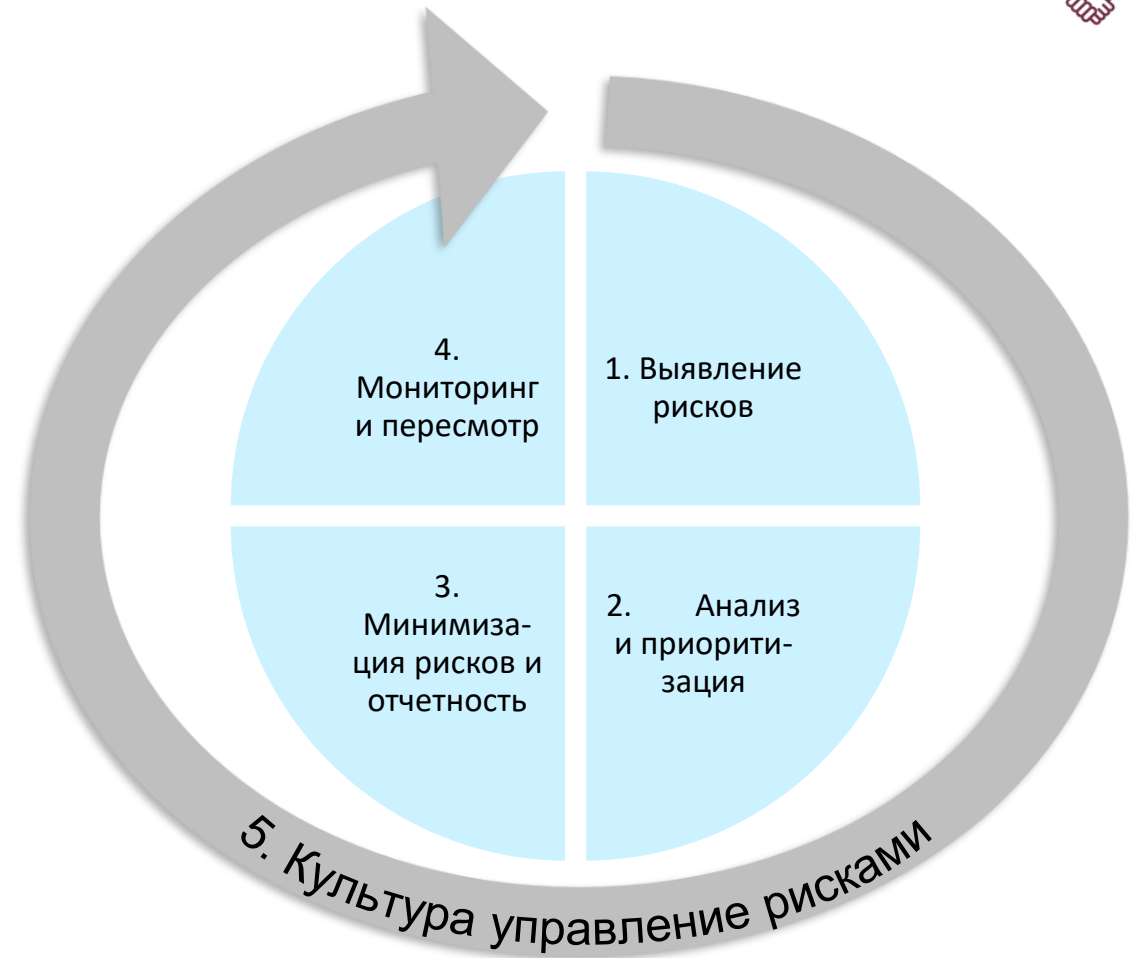 1. Выявление
рисков
2. Анализ
и приорити-
зация
3.
Минимиза-
ция рисков и
отчетность
4.
Мониторинг
и пересмотр
5. Культура управление рисками